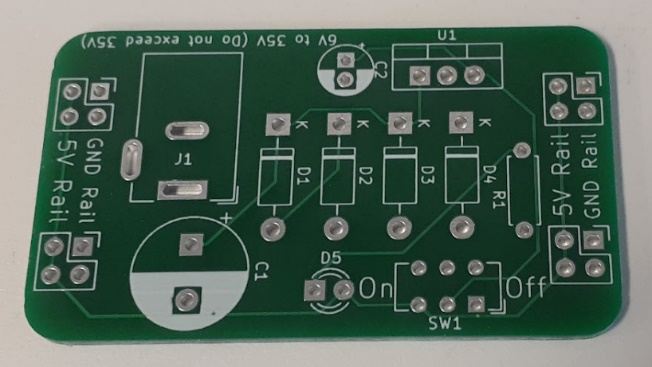 6V to 35V (Do not exceed 35V)
U1
C2
+
K
K
K
K
5V Rail
GND Rail
J1
D1
D2
D3
D4
R1
5V Rail
GND Rail
+
C1
D5
On
Off
SW1